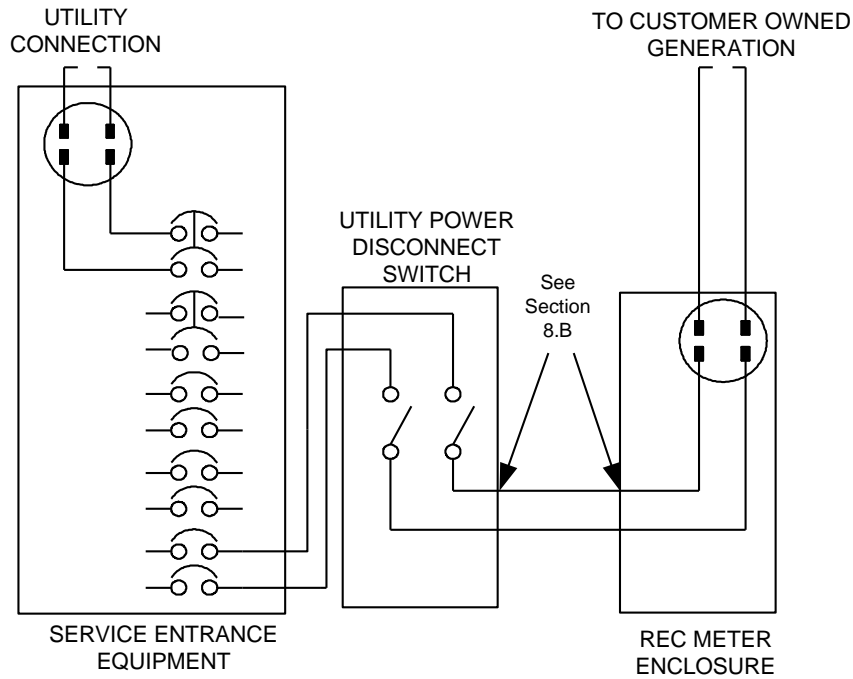 UTILITY
CONNECTION
TO CUSTOMER OWNED
GENERATION
UTILITY POWER
DISCONNECT
SWITCH
See
Section
8.B
SERVICE ENTRANCE
EQUIPMENT
REC METER
ENCLOSURE